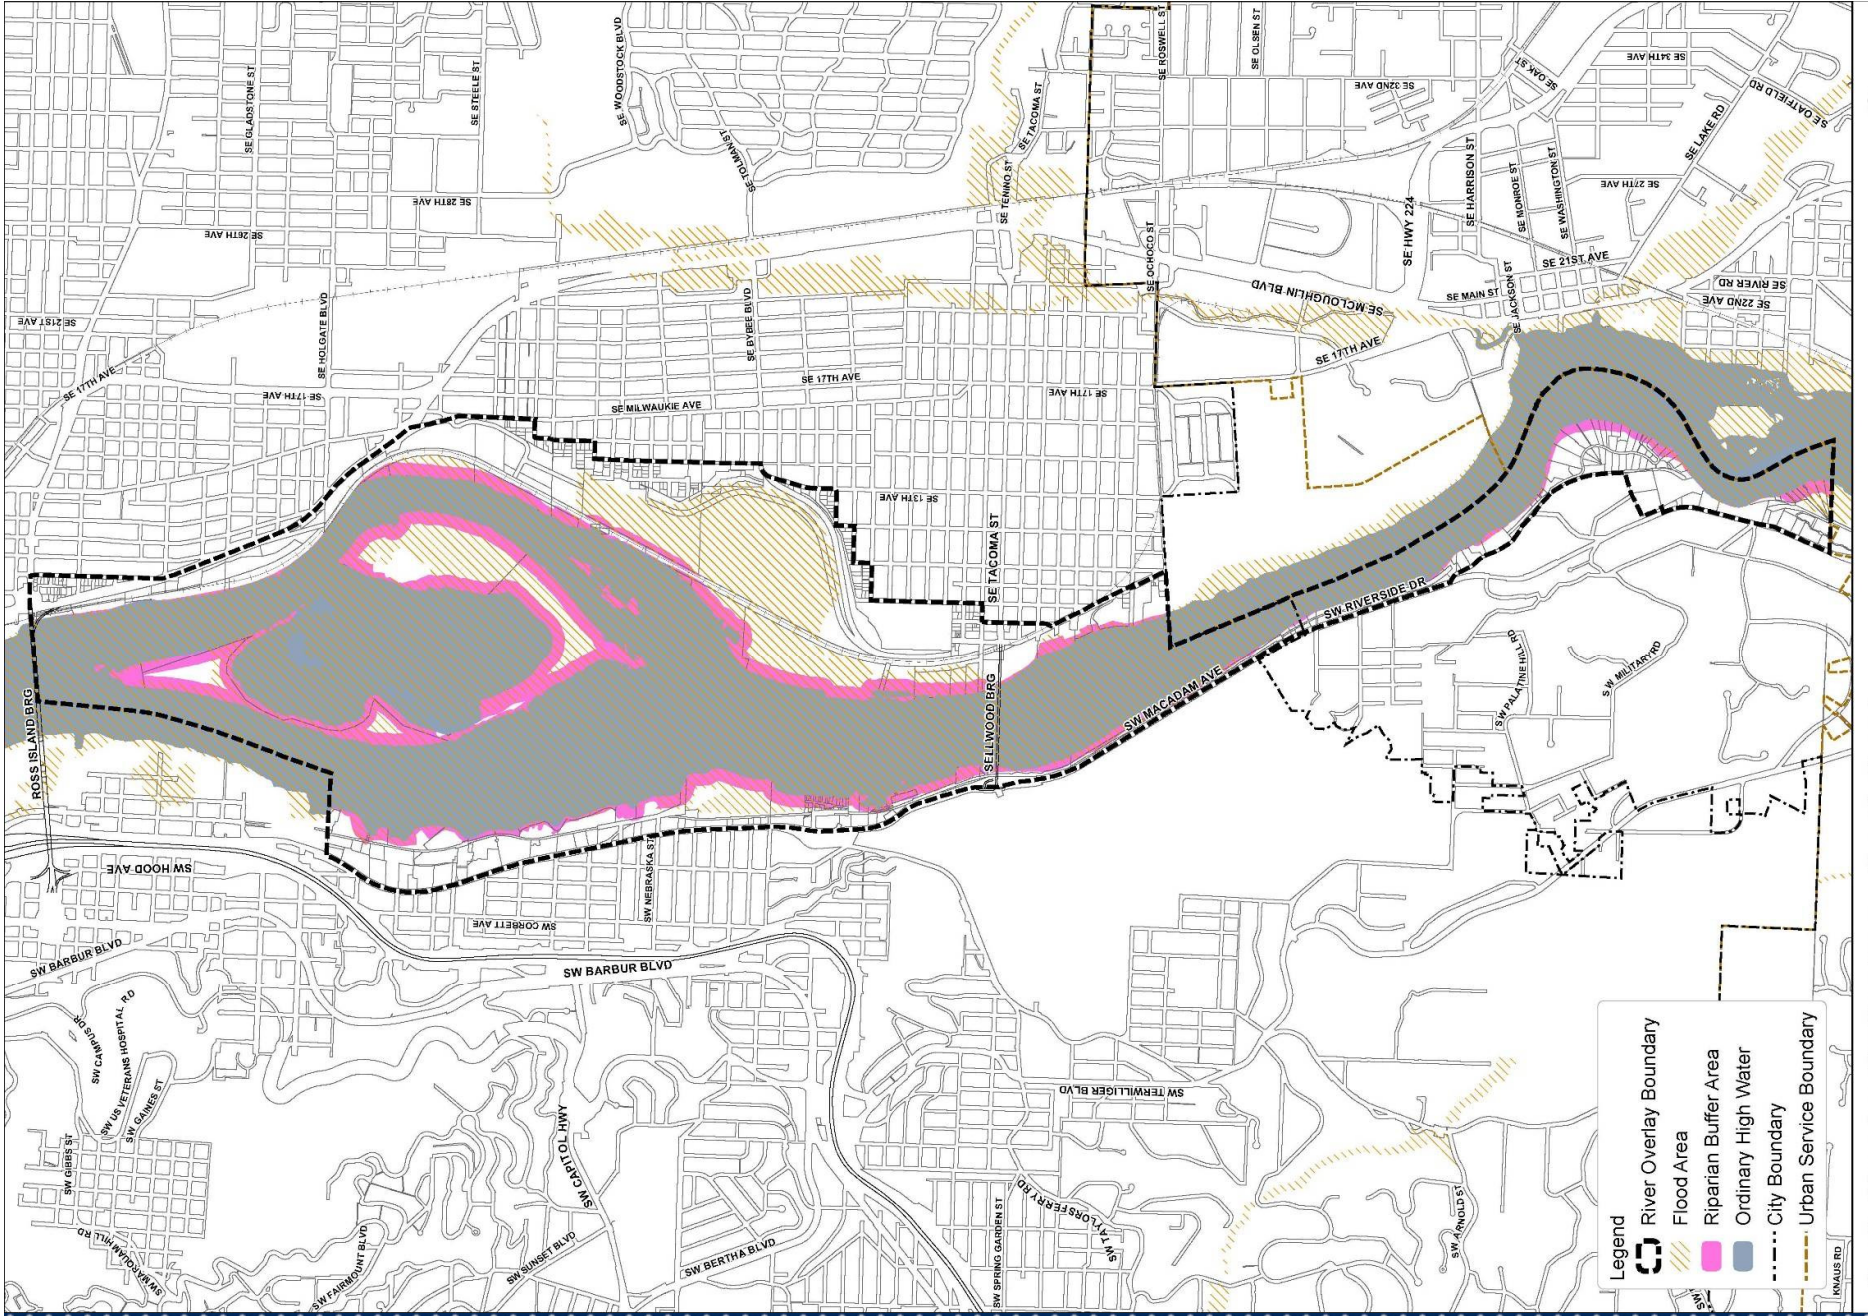 SE GLADSTONE ST
SE STEELE ST
SE WOODSTOCK BLVD
SE TACOMA ST
SE ROSWELL ST
SE OLSEN ST
SE 32ND AVE
SE OAK ST
SE 34TH AVE
SE OATFIELD RD
SE LAKE RD
SE TOLMAN ST
SE 28TH AVE
SE 26TH AVE
SE TENINO ST
SE HARRISON ST
SE MONROE ST
SE WASHINGTON ST
SE 27TH AVE
SE OCHOCO ST
SE HWY 224
SE 21ST AVE
SE 21ST AVE
SE HOLGATE BLVD
SE BYBEE BLVD
SE MCLOUGHLIN BLVD
SE MAIN ST
SE JACKSON ST
SE RIVER RD
SE 22ND AVE
SE 17TH AVE
SE 17TH AVE
SE 17TH AVE
SE 17TH AVE
SE 17TH AVE
SE MILWAUKIE AVE
SE 13TH AVE
SE TACOMA ST
ROSS ISLAND BRG
SELLWOOD BRG
SW MACADAM AVE
SW RIVERSIDE DR
SW PALATINE HILL RD
SW MILITARY RD
SW HOOD AVE
SW NEBRASKA ST
SW CORBETT AVE
SW BARBUR BLVD
SW BARBUR BLVD
SW CAMPUS DR
SW US VETERANS HOSPITAL RD
SW GAINES ST
SW GIBBS ST
SW MARQUAM HILL RD
SW FAIRMOUNT BLVD
SW CAPITOL HWY
SW SUNSET BLVD
SW BERTHA BLVD
SW TERWILLIGER BLVD
SW SPRING GARDEN ST
SW TAYLORS FERRY RD
SW ARNOLD ST
KNAUS RD
Legend
River Overlay Boundary
Flood Area
Riparian Buffer Area
Ordinary High Water
City Boundary
Urban Service Boundary